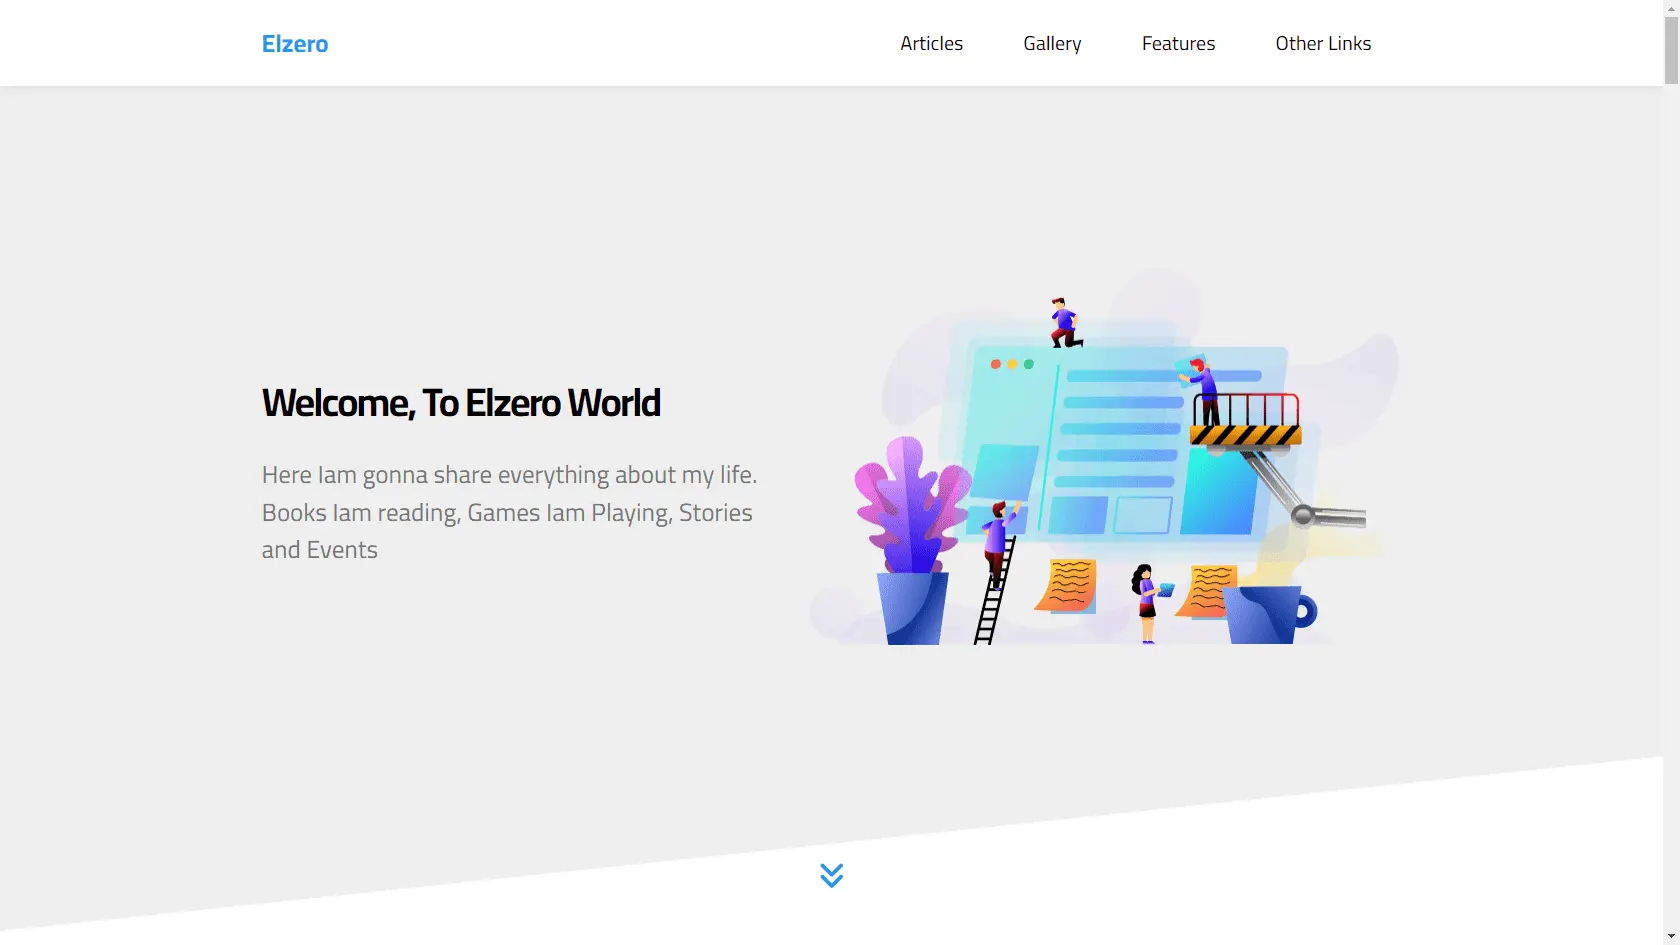 Elzero
Articles
Gallery
Features
Other Links
Welcome, To Elzero World
Here Iam gonna share everything about my life.
Books Iam reading, Games Iam Playing, Stories
and Events